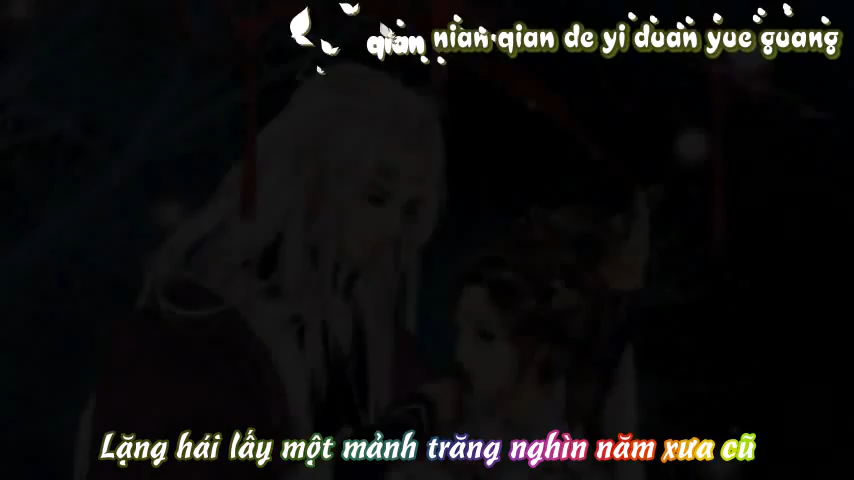 qian nian qian de yi duan yue guang
Lặng hái lấy một mảnh trăng nghìn năm xưa cũ